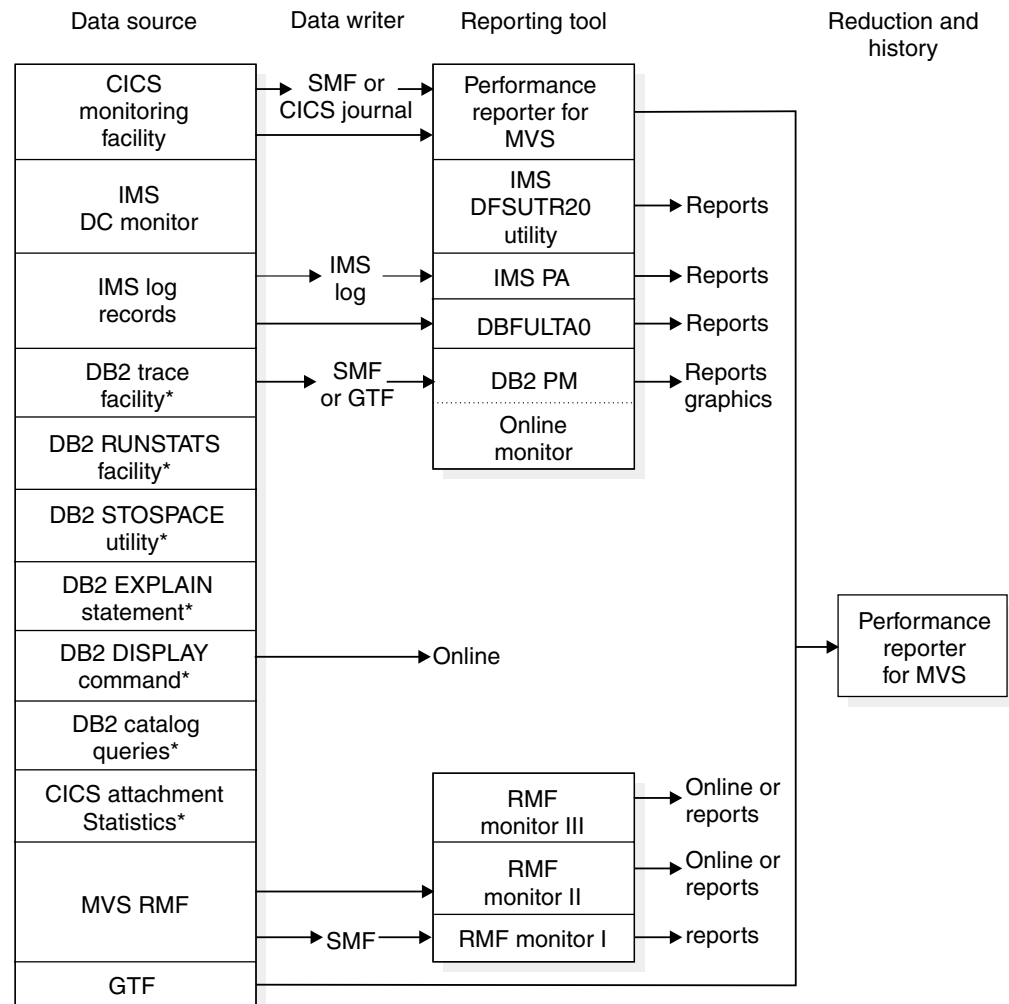 Data source
Data writer
Reporting tool
Reduction and
history
CICS
monitoring
facility
SMF or
CICS journal
Performance
reporter for
MVS
IMS
DC monitor
IMS
DFSUTR20
utility
Reports
IMS log
records
IMS
log
IMS PA
Reports
DBFULTA0
Reports
DB2 trace
facility*
SMF
or GTF
DB2 PM
Reports
graphics
Online
monitor
DB2 RUNSTATS
facility*
DB2 STOSPACE
utility*
DB2 EXPLAIN
statement*
DB2 DISPLAY
command*
Online
Performance
reporter
for MVS
DB2 catalog
queries*
CICS attachment
Statistics*
RMF
monitor III
Online or
reports
MVS RMF
RMF
monitor II
Online or
reports
SMF
RMF monitor I
reports
GTF